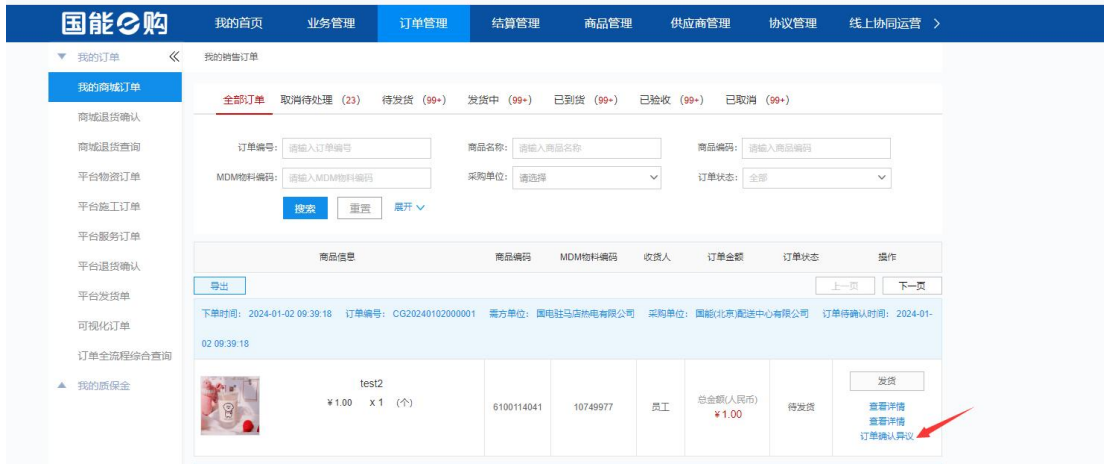 国能e购 我的首页 业务管理 订单管理 结算管理 商品管理 供应商管理 协议管理 线上协同运营
我的订单 我的销售订单
我的商城订单
全部订单 取消待处理 (23) 待发货 (99+) 发货中 (99+) 已到货 (99+) 已验收 (99+) 已取消 (99+)
商城退货确认
商城退货查询 订单编号: 请输入订单编号 商品名称: 请输入商品名称 商品编码: 请输入商品编码
平台物资订单 MDM物料编码: 请输入MDM物料编码 采购单位: 请选择 订单状态: 全部
平台施工订单 搜索 重置 展开
平台服务订单
平台退货确认 商品信息 商品编码 MDM物料编码 收货人 订单金额 订单状态 操作
平台发货单 导出 上一页 下一页
可视化订单 下单时间: 2024-01-02 09:39:18 订单编号: CG20240102000001 需方单位: 国电驻马店热电有限公司 采购单位: 国能(北京)配送中心有限公司 订单待确认时间: 2024-01-
订单全流程综合查询 02 09:39:18
我的质保金 test2 发货
¥1.00 x 1 (个) 6100114041 10749977 员工 总金额(人民币) 待发货 查看详情
¥1.00 查看详情
订单确认异议